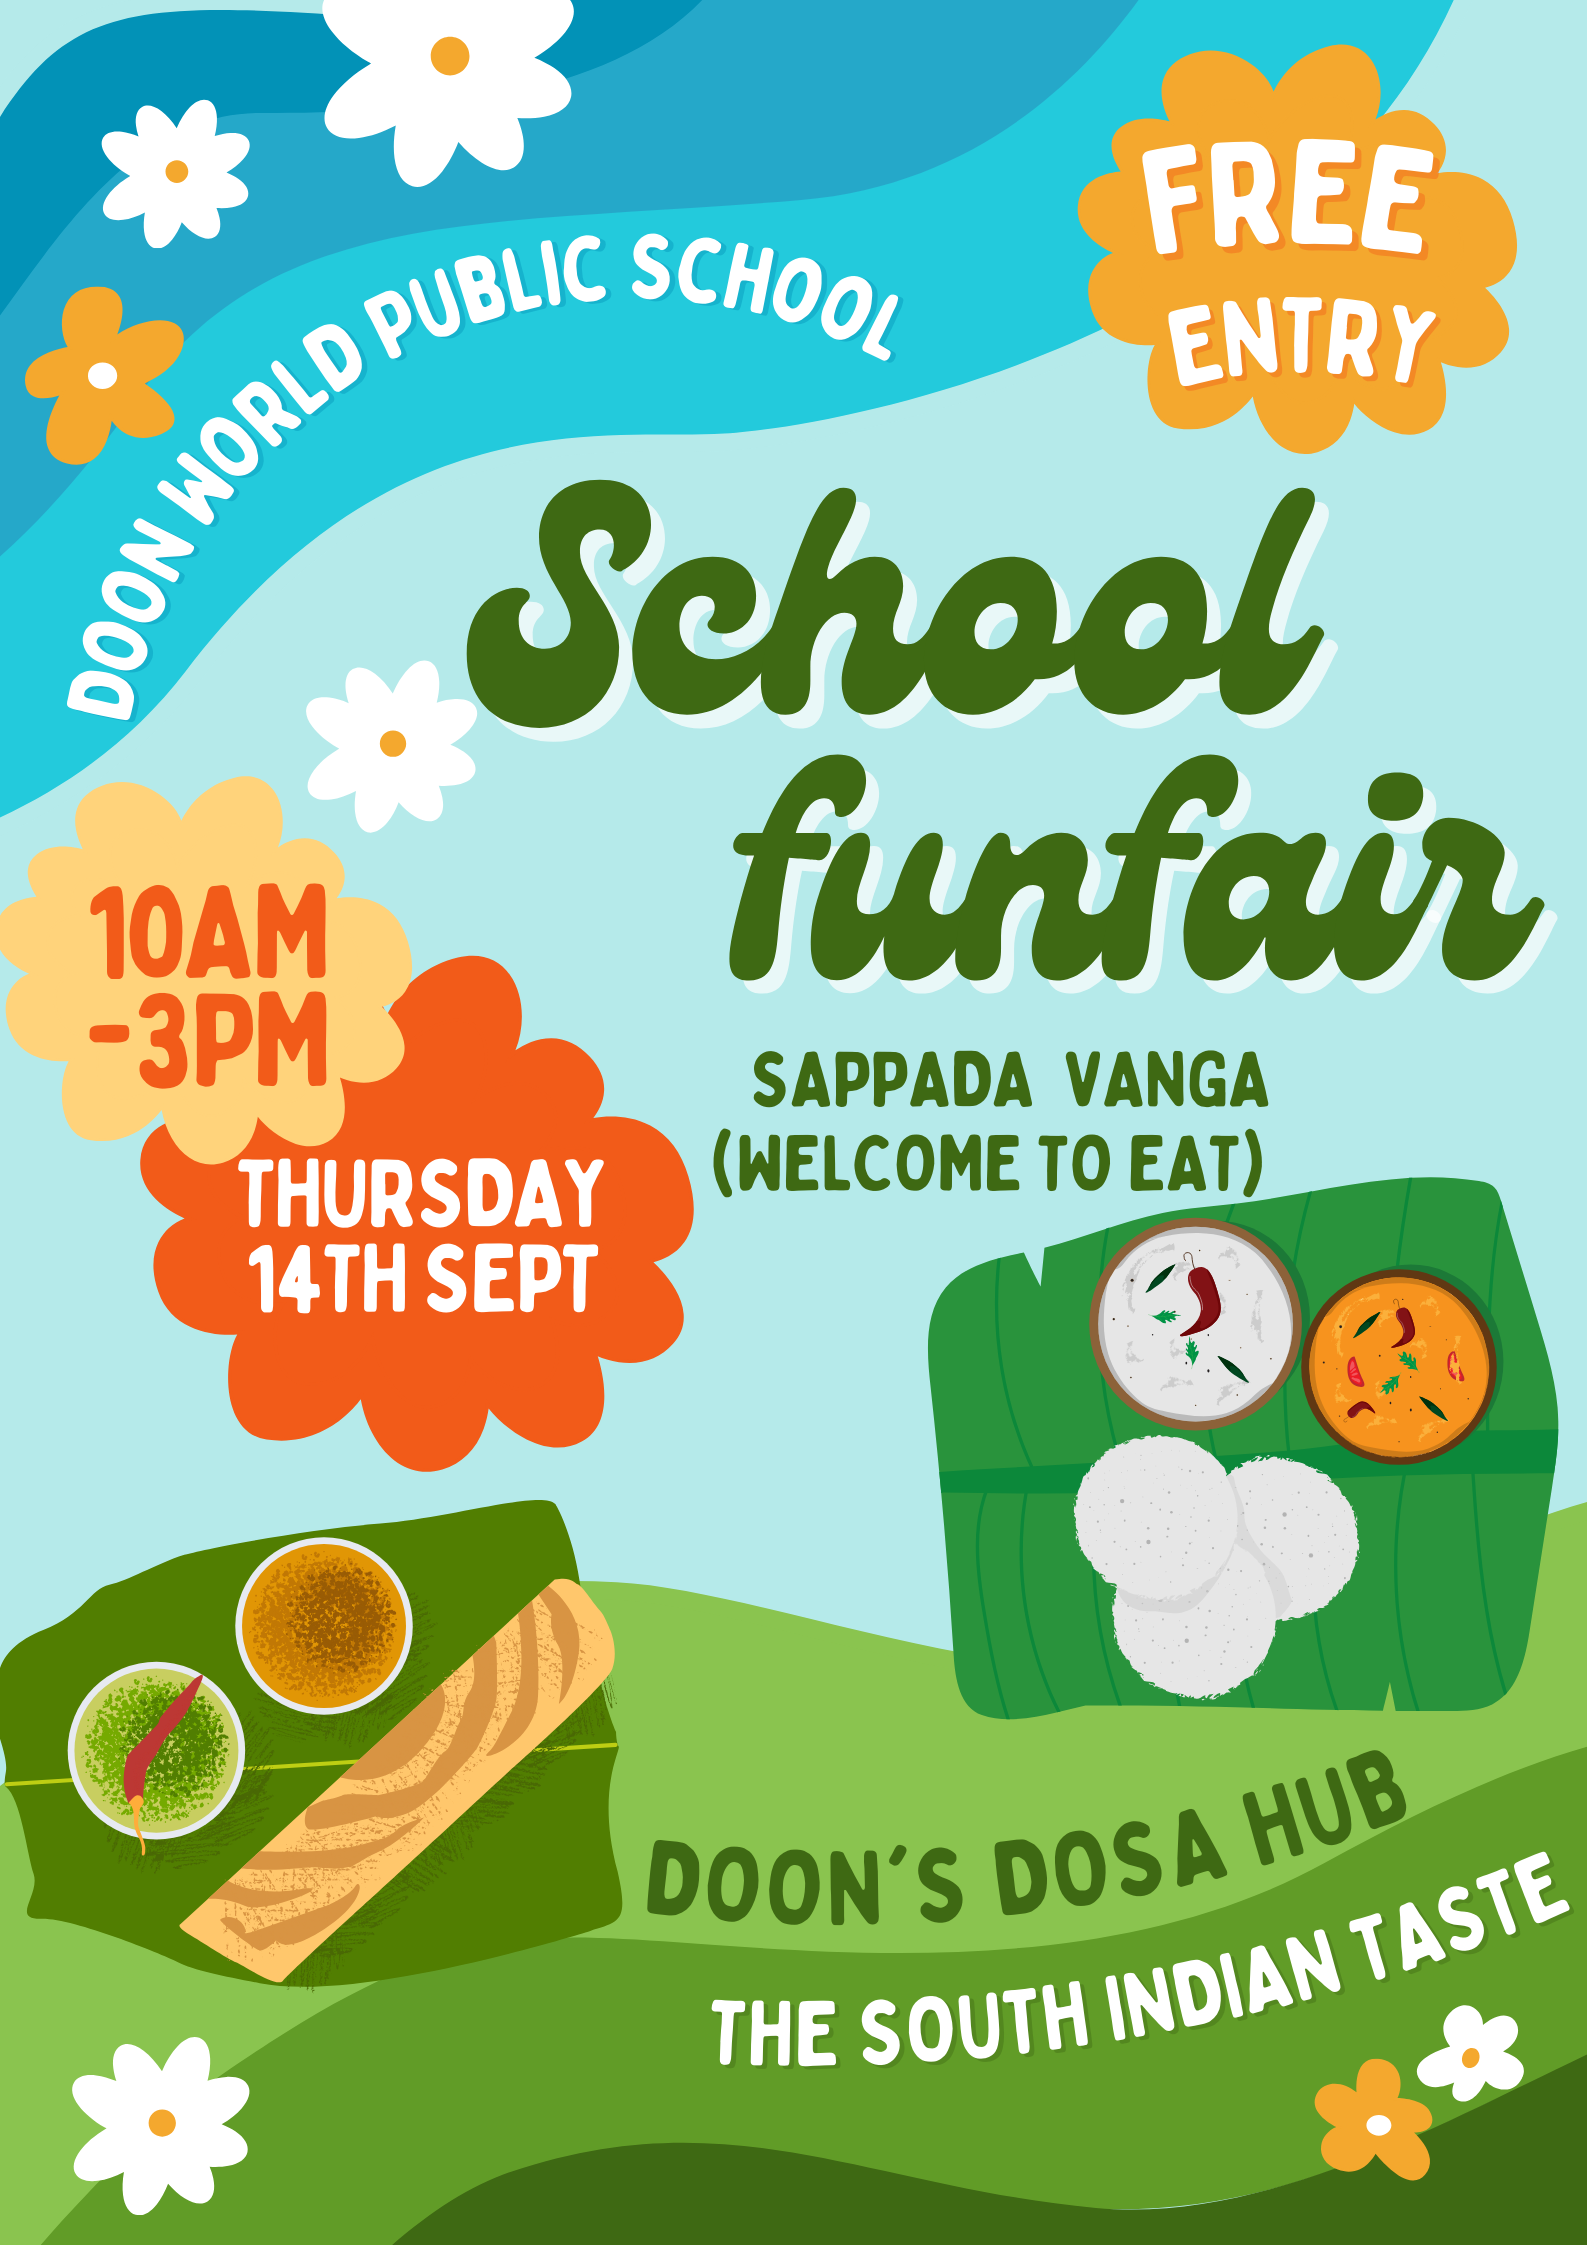 DOON WORLD PUBLIC SCHOOL
FREE
ENTRY
School
funfair
10AM
-3PM
THURSDAY
14TH SEPT
SAPPADA VANGA
(WELCOME TO EAT)
DOON'S DOSA HUB
THE SOUTH INDIAN TASTE